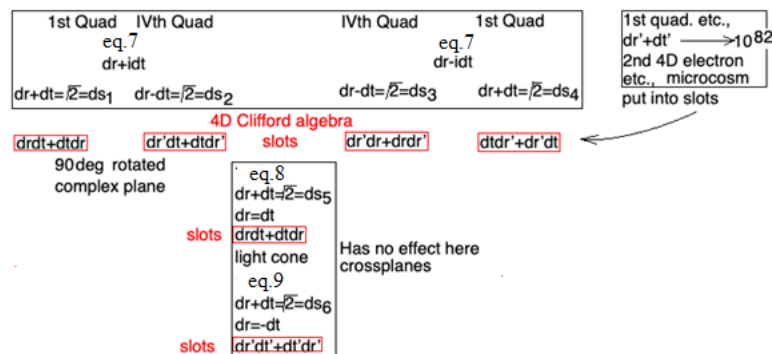 1st Quad IVth Quad IVth Quad 1st Quad
eq.7 eq.7
dr+idt dr-idt
dr+dt=√2=ds1 dr-dt=√2=ds2 dr-dt=√2=ds3 dr+dt=√2=ds4
1st quad. etc.,
dr'+dt' → 10^82
2nd 4D electron
etc., microcosm
put into slots
4D Clifford algebra
drdt+dtdr dr'dt+dtdr' slots dr'dr+drdr' dtdr'+dr'dt
90deg rotated
complex plane
eq.8
dr+dt=√2=ds5
dr=dt
slots drdt+dtdr
light cone
Has no effect here
crossplanes
eq.9
dr+dt=√2=ds6
dr=-dt
slots dr'dt'+dt'dr'